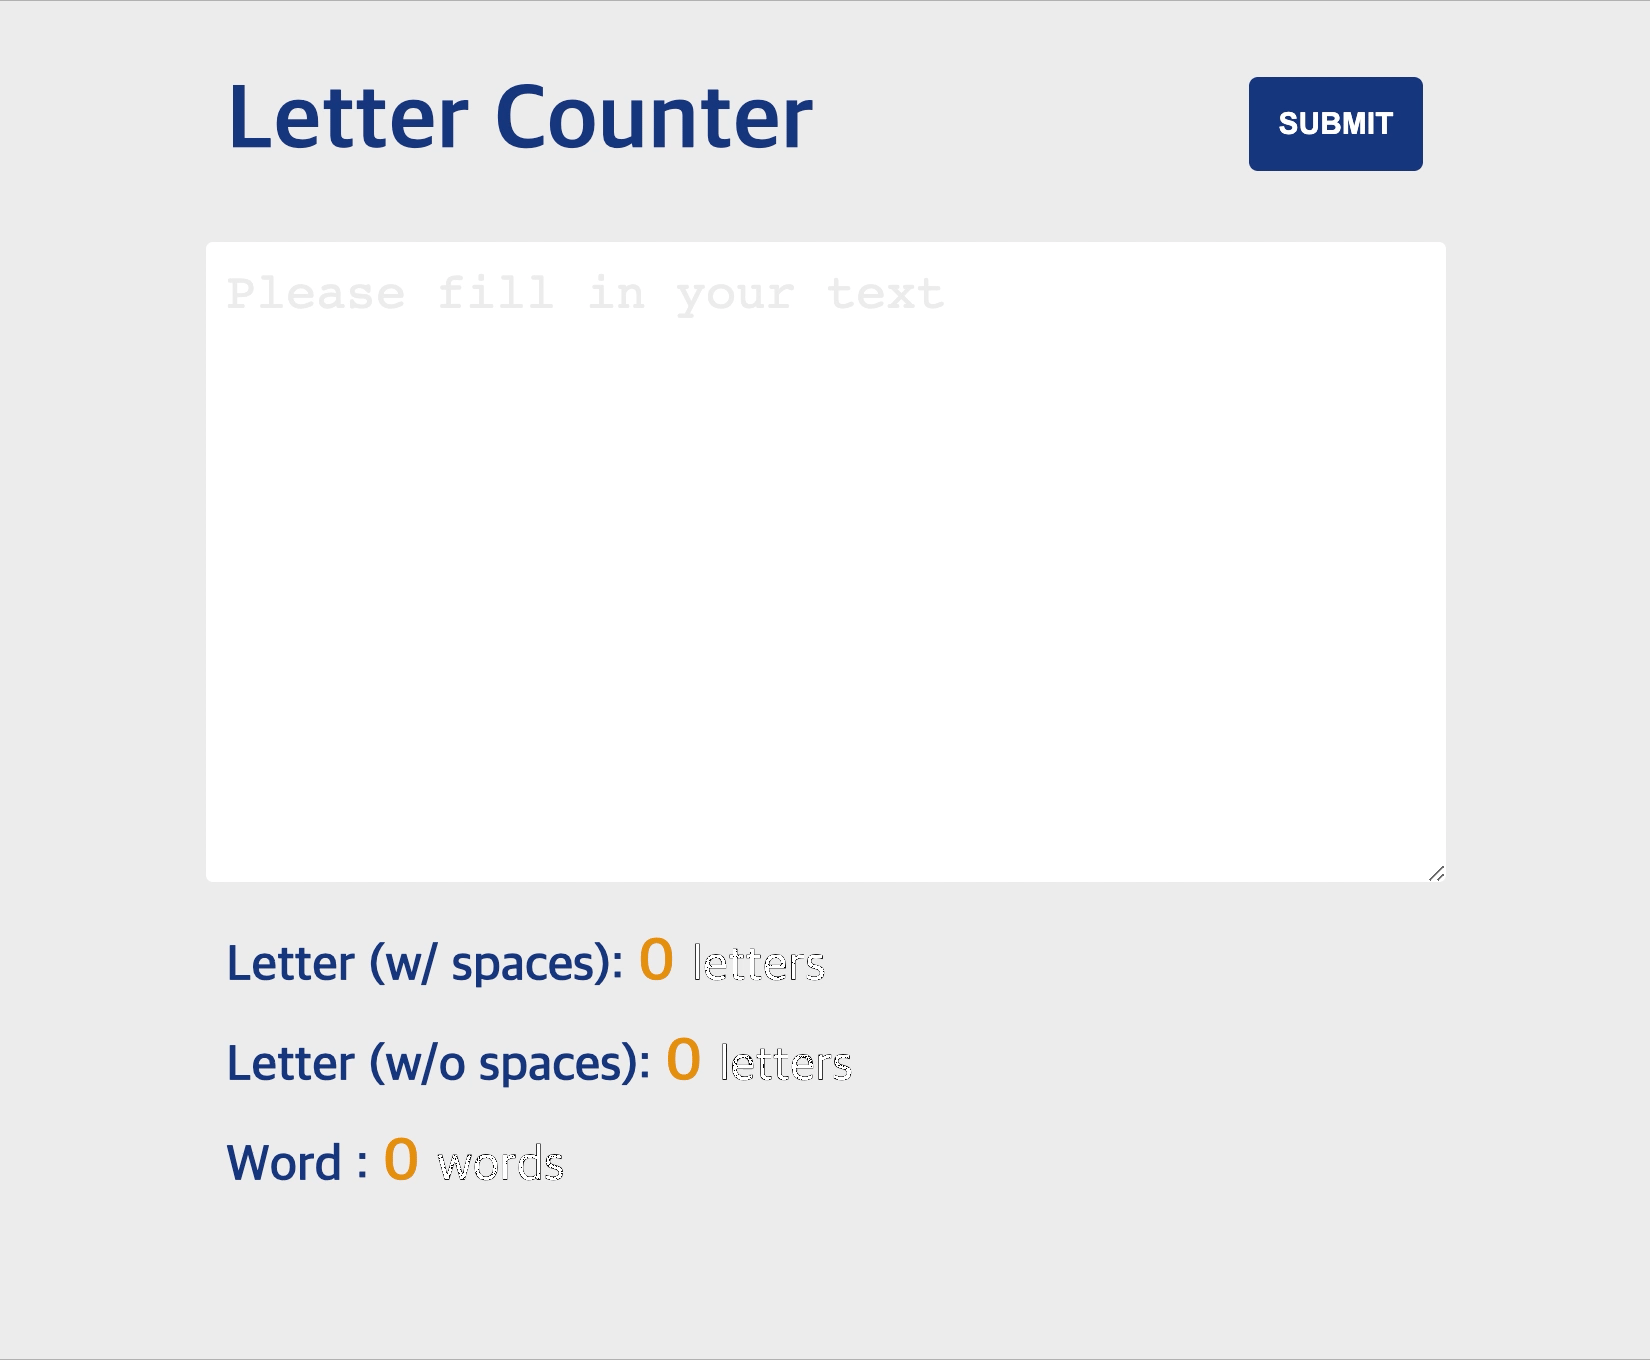 Letter Counter
SUBMIT
Please fill in your text
Letter (w/ spaces): 0 letters
Letter (w/o spaces): 0 letters
Word : 0 words